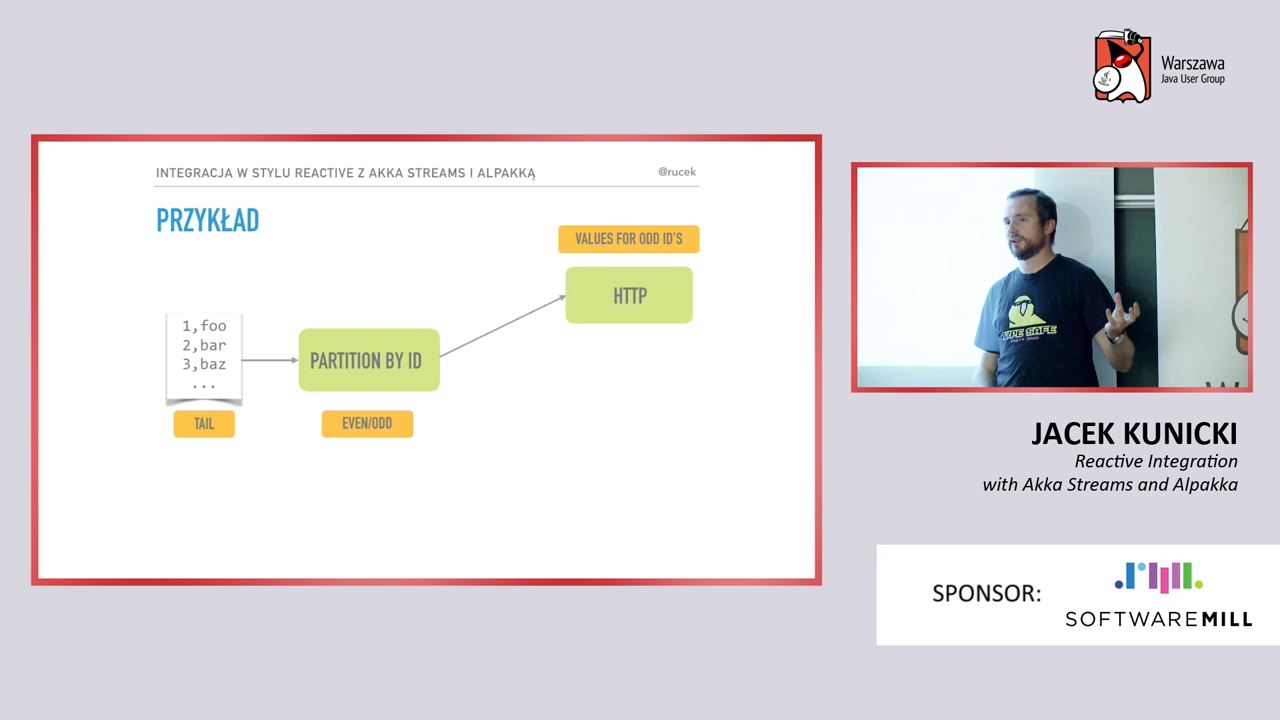 Warszawa
Java User Group
INTEGRACJA W STYLU REACTIVE Z AKKA STREAMS I ALPAKKĄ
@rucek
PRZYKŁAD
VALUES FOR ODD ID'S
HTTP
1,foo
2,bar
3,baz
...
PARTITION BY ID
TAIL
EVEN/ODD
JACEK KUNICKI
Reactive Integration
with Akka Streams and Alpakka
SPONSOR:
SOFTWAREMILL